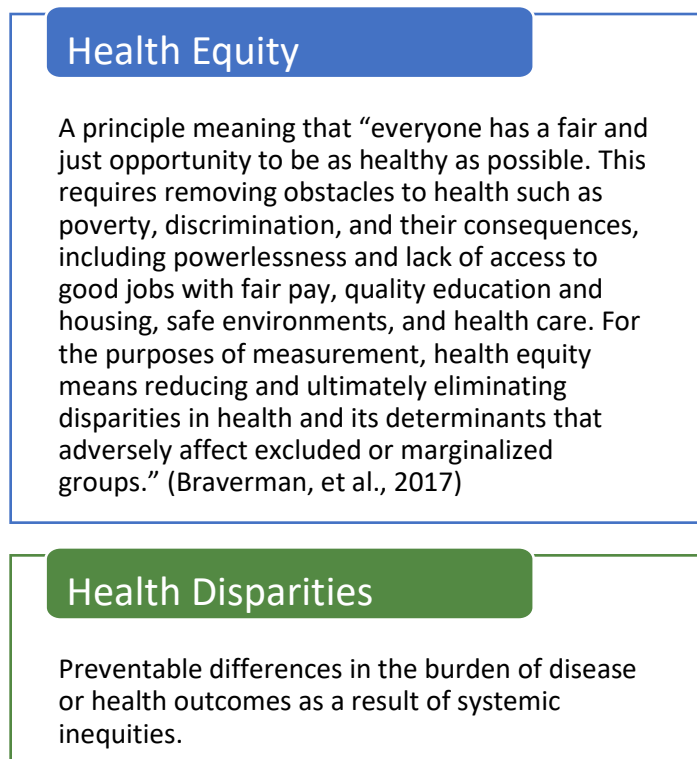 Health Equity
A principle meaning that “everyone has a fair and
just opportunity to be as healthy as possible. This
requires removing obstacles to health such as
poverty, discrimination, and their consequences,
including powerlessness and lack of access to
good jobs with fair pay, quality education and
housing, safe environments, and health care. For
the purposes of measurement, health equity
means reducing and ultimately eliminating
disparities in health and its determinants that
adversely affect excluded or marginalized
groups.” (Braverman, et al., 2017)
Health Disparities
Preventable differences in the burden of disease
or health outcomes as a result of systemic
inequities.